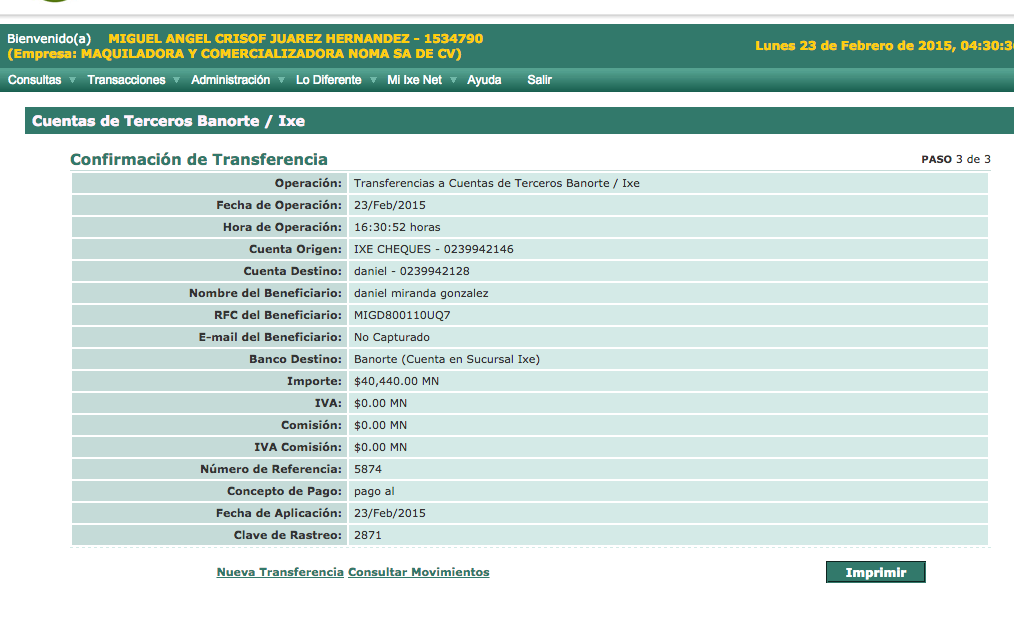 Bienvenido(a) MIGUEL ANGEL CRISOF JUAREZ HERNANDEZ - 1534790
(Empresa: MAQUILADORA Y COMERCIALIZADORA NOMA SA DE CV)
Lunes 23 de Febrero de 2015, 04:30:3
Consultas Transacciones Administración Lo Diferente Mi Ixe Net Ayuda Salir
Cuentas de Terceros Banorte / Ixe
Confirmación de Transferencia PASO 3 de 3
Operación: Transferencias a Cuentas de Terceros Banorte / Ixe
Fecha de Operación: 23/Feb/2015
Hora de Operación: 16:30:52 horas
Cuenta Origen: IXE CHEQUES - 0239942146
Cuenta Destino: daniel - 0239942128
Nombre del Beneficiario: daniel miranda gonzalez
RFC del Beneficiario: MIGD800110UQ7
E-mail del Beneficiario: No Capturado
Banco Destino: Banorte (Cuenta en Sucursal Ixe)
Importe: $40,440.00 MN
IVA: $0.00 MN
Comisión: $0.00 MN
IVA Comisión: $0.00 MN
Número de Referencia: 5874
Concepto de Pago: pago al
Fecha de Aplicación: 23/Feb/2015
Clave de Rastreo: 2871
Nueva Transferencia Consultar Movimientos Imprimir